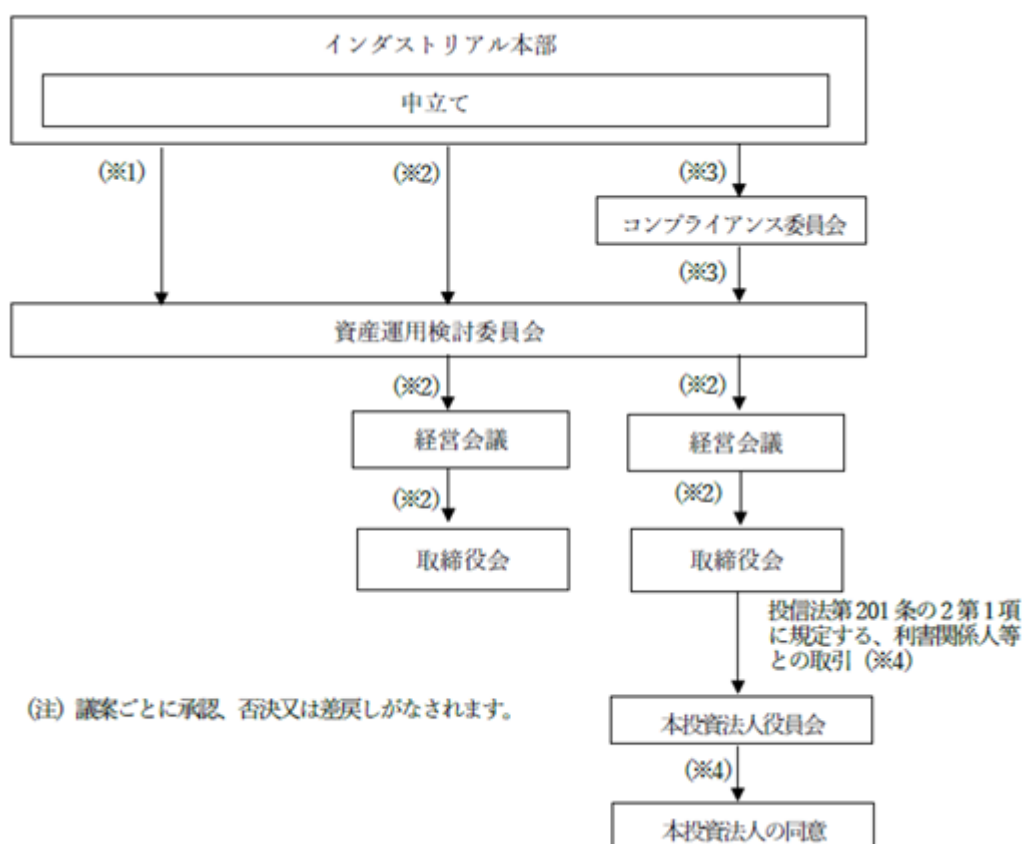 インダストリアル本部
申立て
(※1)
(※2)
(※3)
コンプライアンス委員会
(※3)
資産運用検討委員会
(※2)
(※2)
経営会議
経営会議
(※2)
(※2)
取締役会
取締役会
投信法第201条の2第1項
に規定する、利害関係人等
との取引（※4）
(注) 議案ごとに承認、否決又は差戻しがなされます。
本投資法人役員会
(※4)
本投資法人の同意